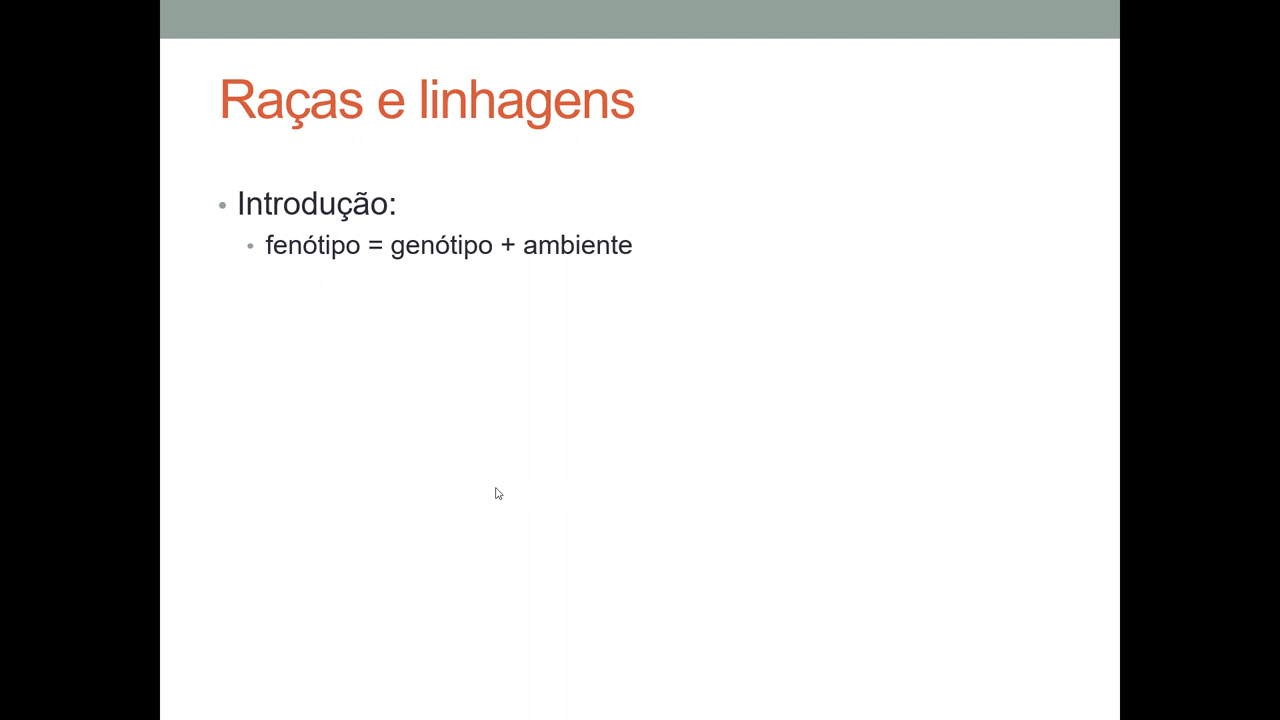 Raças e linhagens
• Introdução:
• fenótipo = genótipo + ambiente